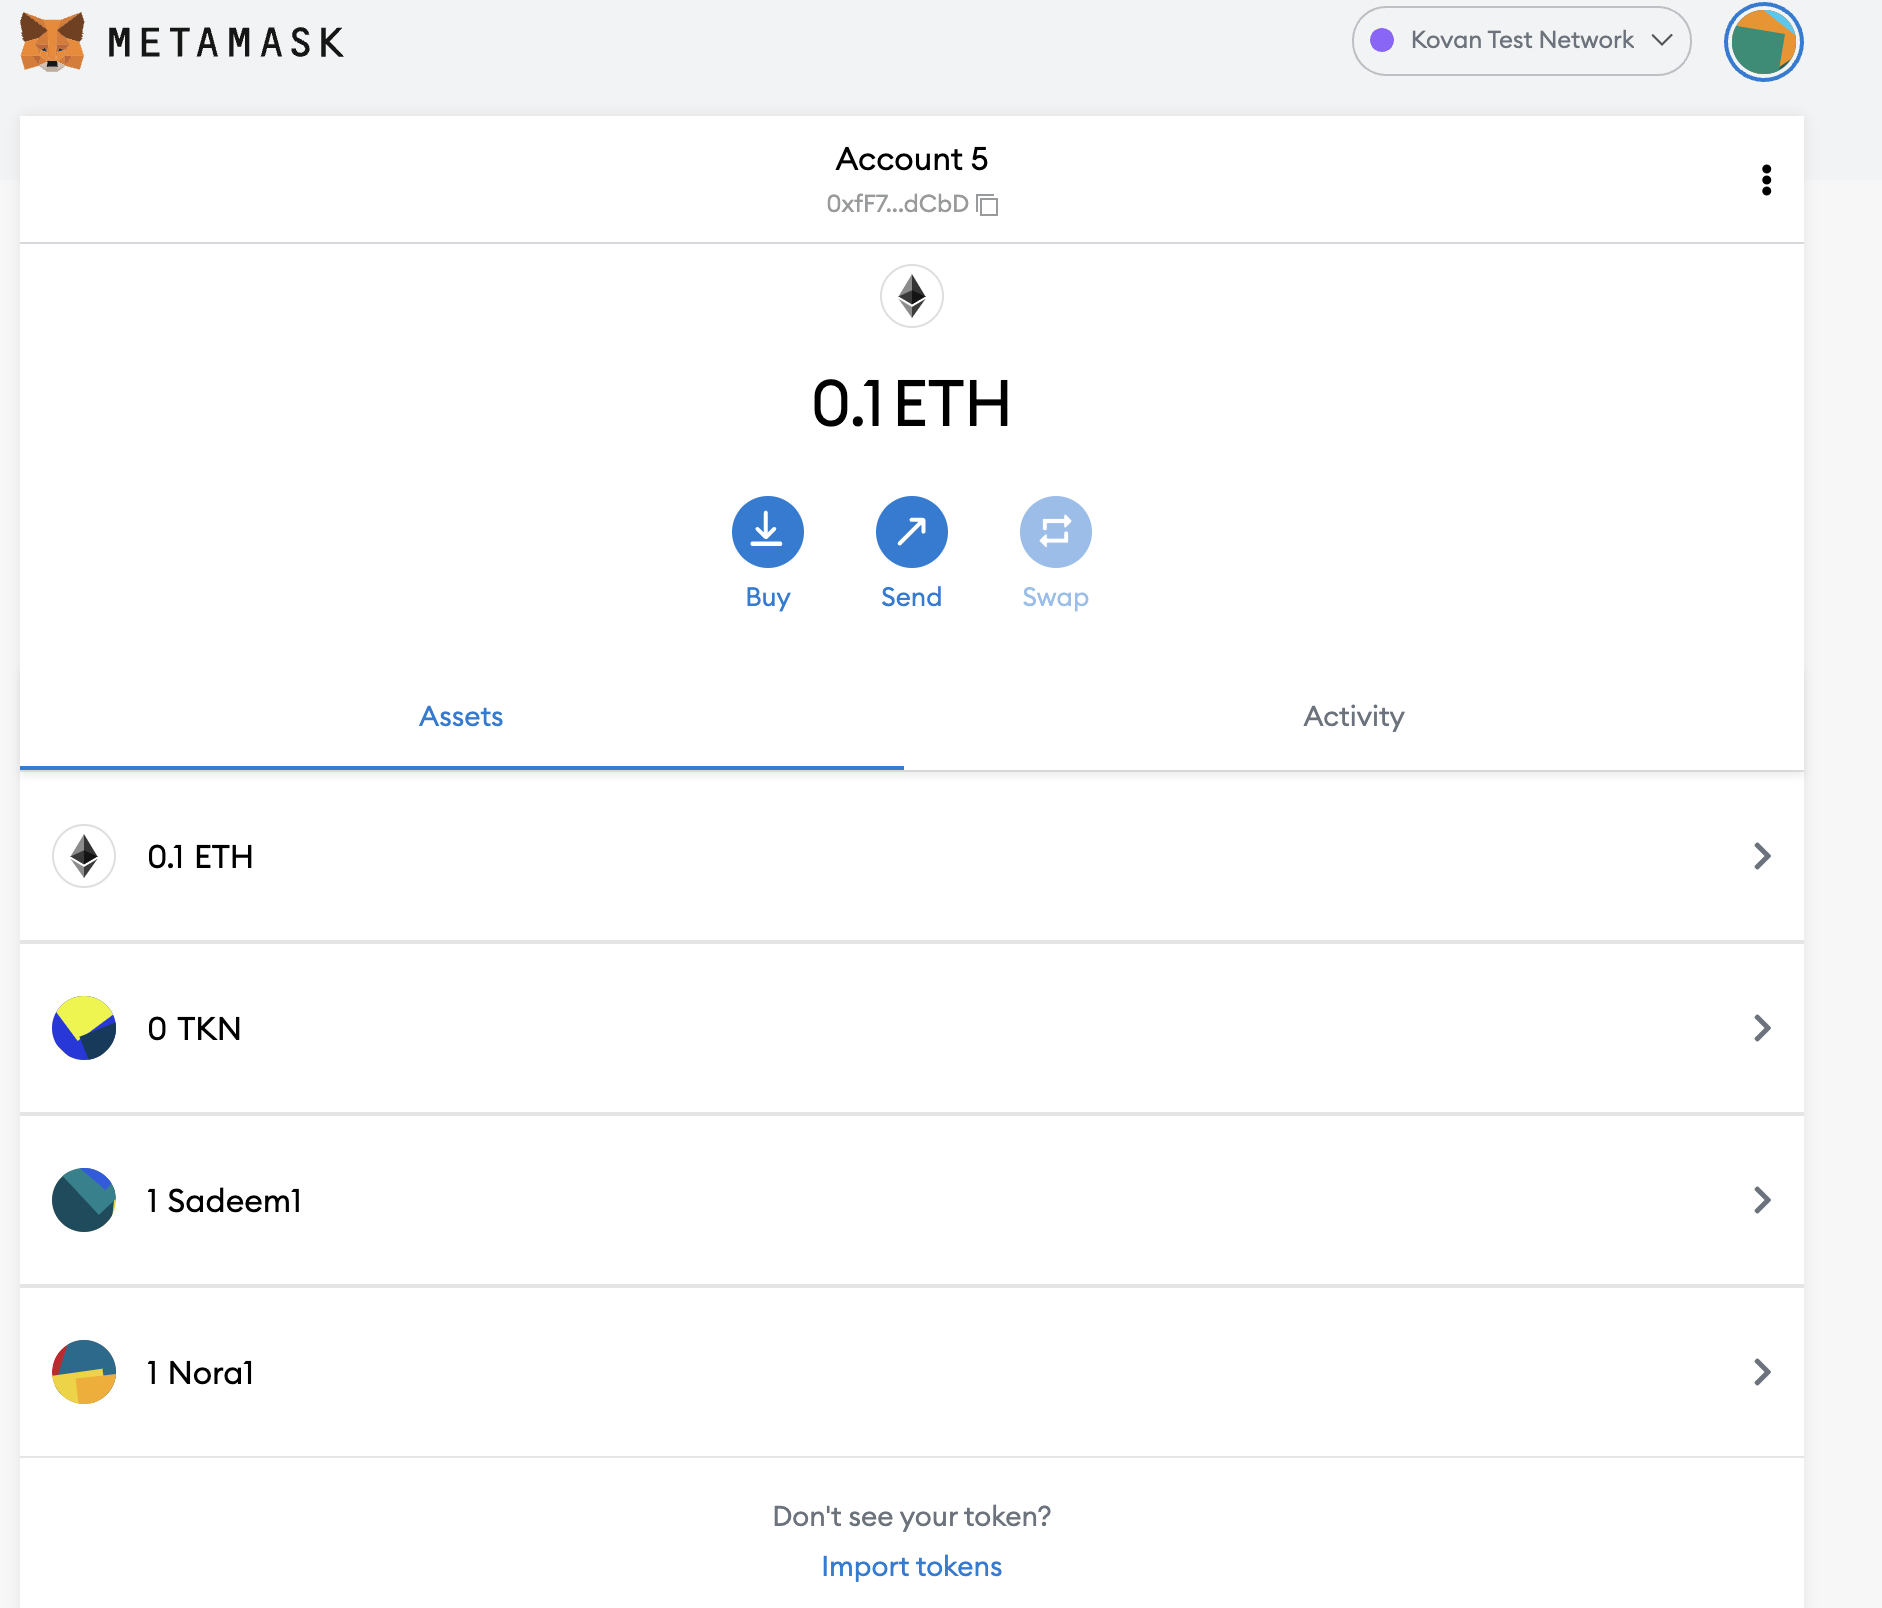 METAMASK
Kovan Test Network
Account 5
0xfF7...dCbD
0.1 ETH
Buy
Send
Swap
Assets
Activity
0.1 ETH
0 TKN
1 Sadeem1
1 Nora1
Don't see your token?
Import tokens